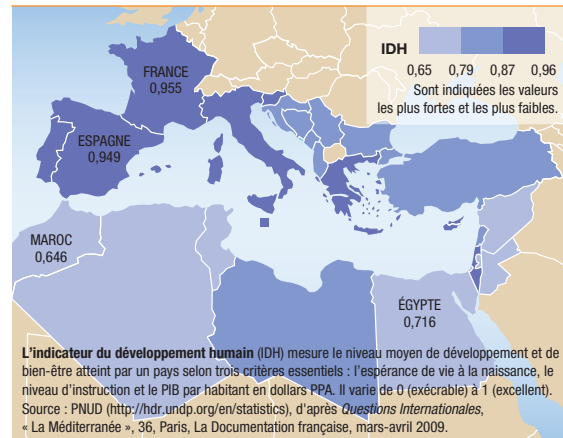 IDH
0,65 0,79 0,87 0,96
Sont indiquées les valeurs
les plus fortes et les plus faibles.
FRANCE
0,955
ESPAGNE
0,949
MAROC
0,646
ÉGYPTE
0,716
L'indicateur du développement humain (IDH) mesure le niveau moyen de développement et de
bien-être atteint par un pays selon trois critères essentiels : l'espérance de vie à la naissance, le
niveau d'instruction et le PIB par habitant en dollars PPA. Il varie de 0 (exécrable) à 1 (excellent).
Source : PNUD (http://hdr.undp.org/en/statistics), d'après Questions Internationales,
« La Méditerranée », 36, Paris, La Documentation française, mars-avril 2009.